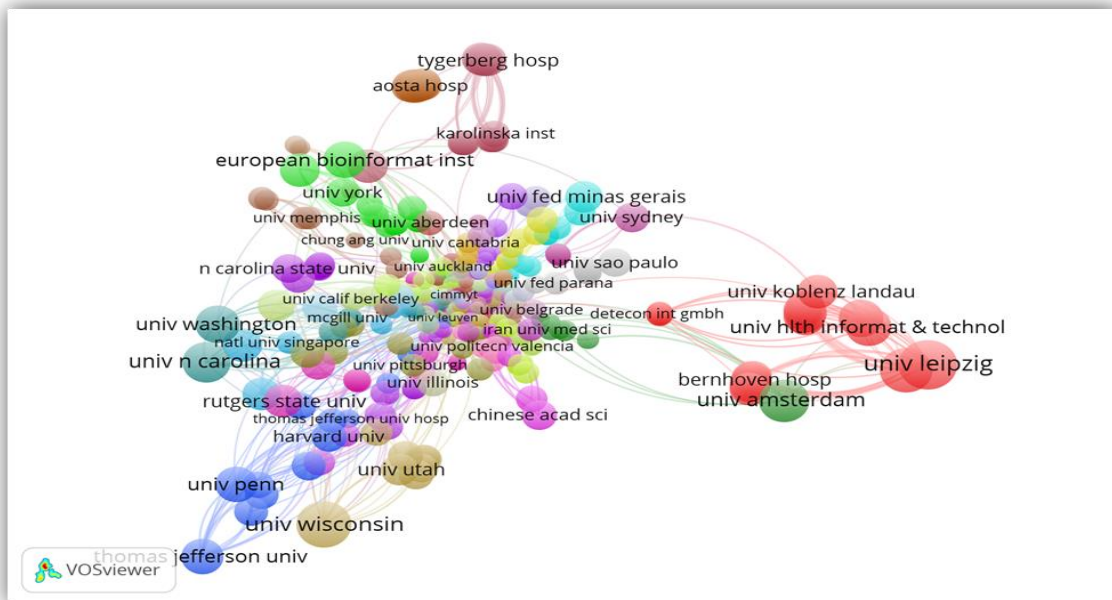 tygerberg hosp
aosta hosp
karolinska inst
european bioinformat inst
univ york
univ fed minas gerais
univ memphis
univ aberdeen
univ sydney
chung ang univ
univ cantabria
n carolina state univ
univ auckland
univ sao paulo
univ fed parana
univ calif berkeley
cimmyt
univ koblenz landau
mcgill univ
univ leuven
univ belgrade
detecon int gmbh
univ washington
iran univ med sci
univ hlth informat & technol
natl univ singapore
univ politecn valencia
univ n carolina
univ pittsburgh
univ leipzig
univ illinois
bernhoven hosp
rutgers state univ
univ amsterdam
thomas jefferson univ hosp
chinese acad sci
harvard univ
univ utah
univ penn
univ wisconsin
thomas jefferson univ
VOSviewer